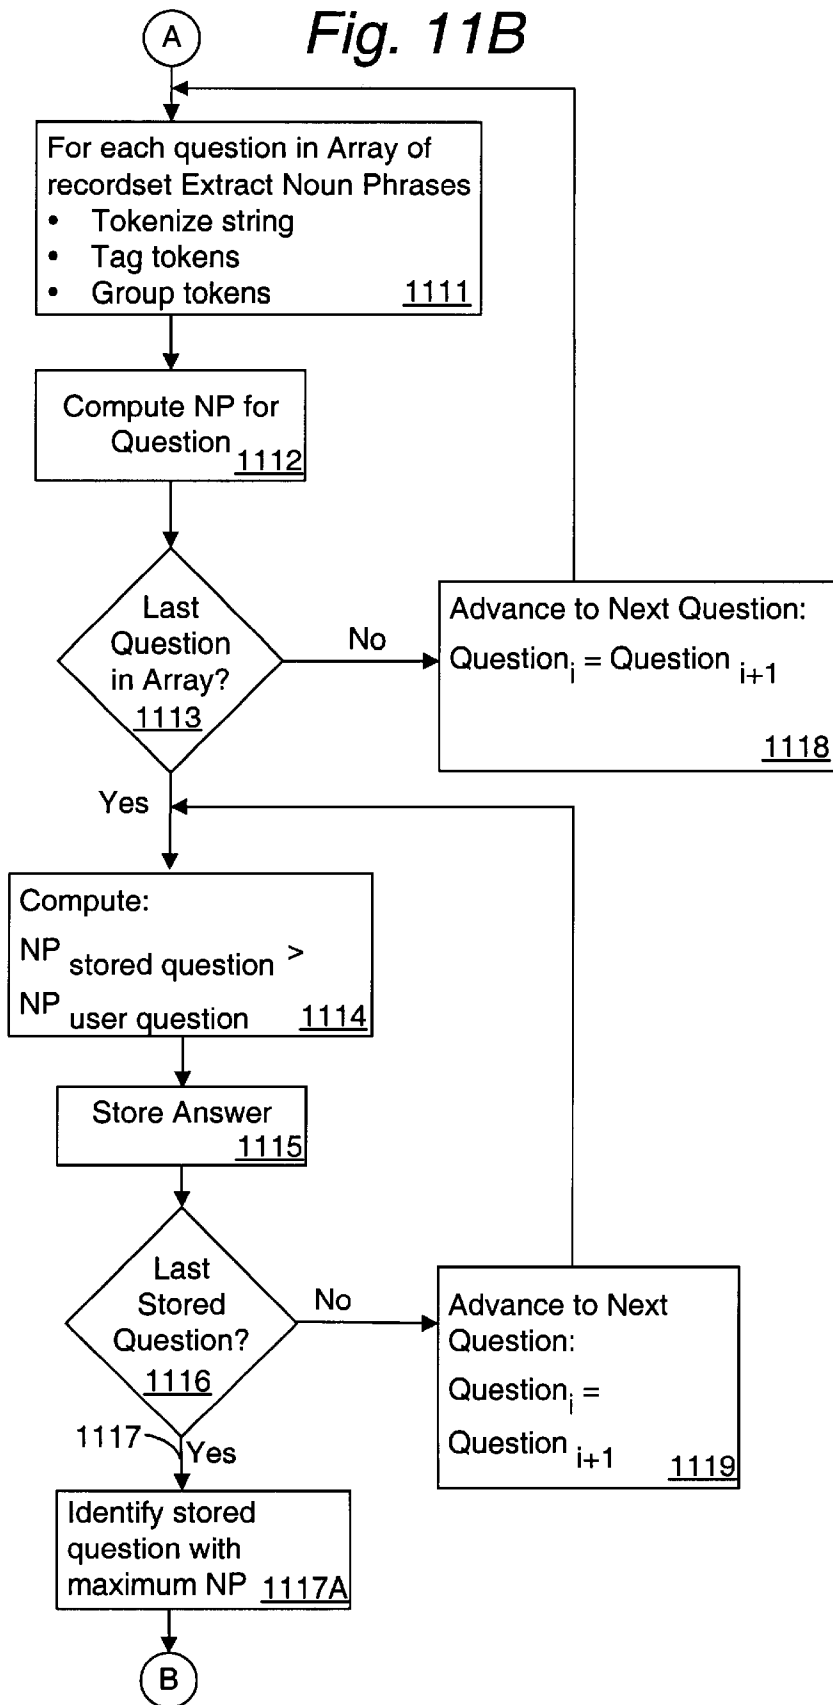 Fig. 11B
A
For each question in Array of
recordset Extract Noun Phrases
• Tokenize string
• Tag tokens
• Group tokens 1111
Compute NP for
Question 1112
Last
Question
in Array?
1113
No
Advance to Next Question:
Question i = Question i+1
1118
Yes
Compute:
NP stored question >
NP user question 1114
Store Answer
1115
Last
Stored
Question?
1116
No
Advance to Next
Question:
Question i =
Question i+1 1119
1117 Yes
Identify stored
question with
maximum NP 1117A
B